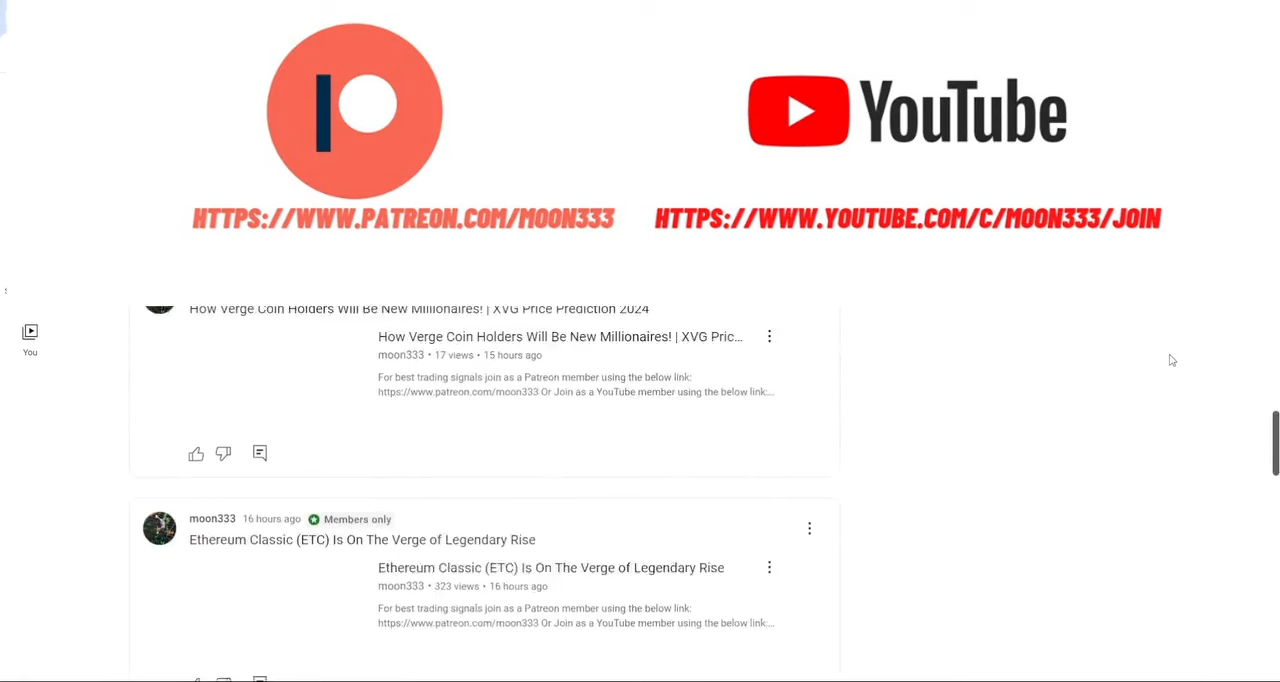 YouTube
HTTPS://WWW.PATREON.COM/MOON333
HTTPS://WWW.YOUTUBE.COM/C/MOON333/JOIN
How Verge Coin Holders Will Be New Millionaires! | XVG Price Prediction 2024
How Verge Coin Holders Will Be New Millionaires! | XVG Pric...
moon333 • 17 views • 15 hours ago
For best trading signals join as a Patreon member using the below link:
https://www.patreon.com/moon333 Or Join as a YouTube member using the below link:...
You
moon333 16 hours ago Members only
Ethereum Classic (ETC) Is On The Verge of Legendary Rise
Ethereum Classic (ETC) Is On The Verge of Legendary Rise
moon333 • 323 views • 16 hours ago
For best trading signals join as a Patreon member using the below link:
https://www.patreon.com/moon333 Or Join as a YouTube member using the below link:...